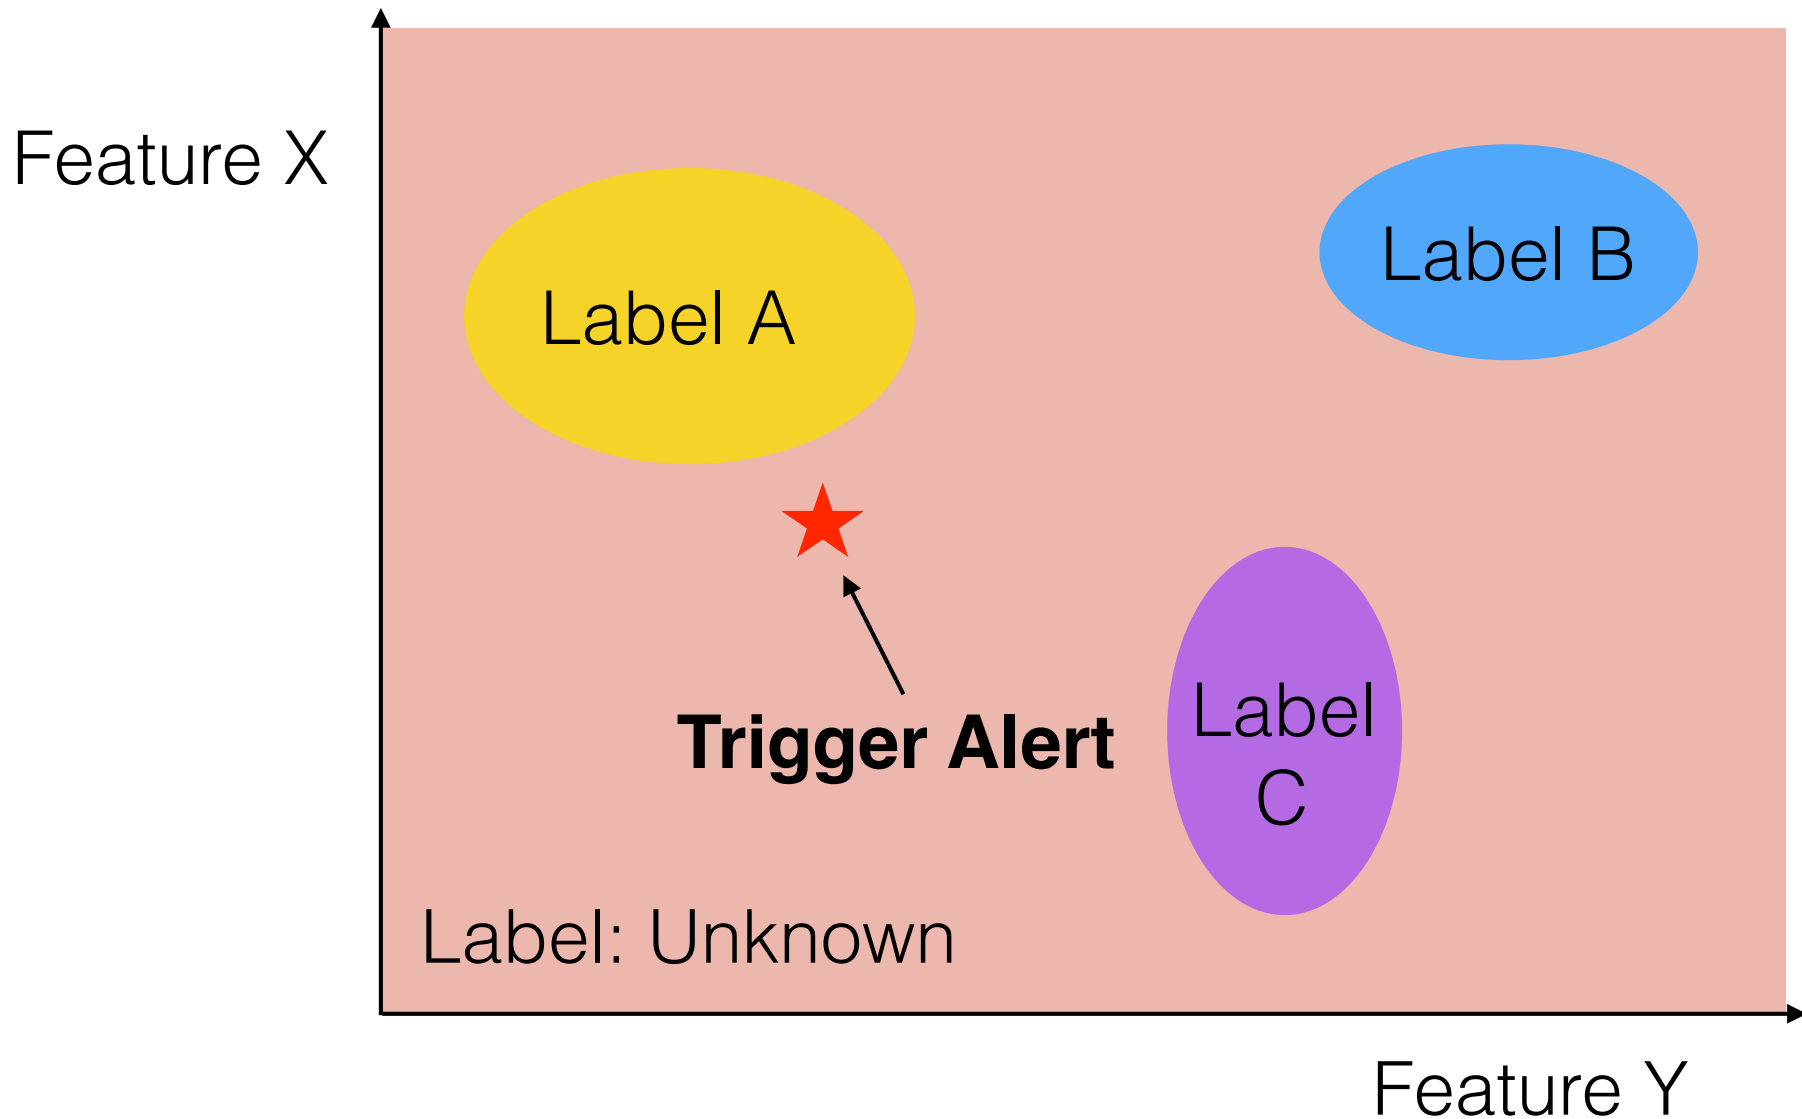 Feature X
Label A
Label B
Trigger Alert
Label
C
Label: Unknown
Feature Y